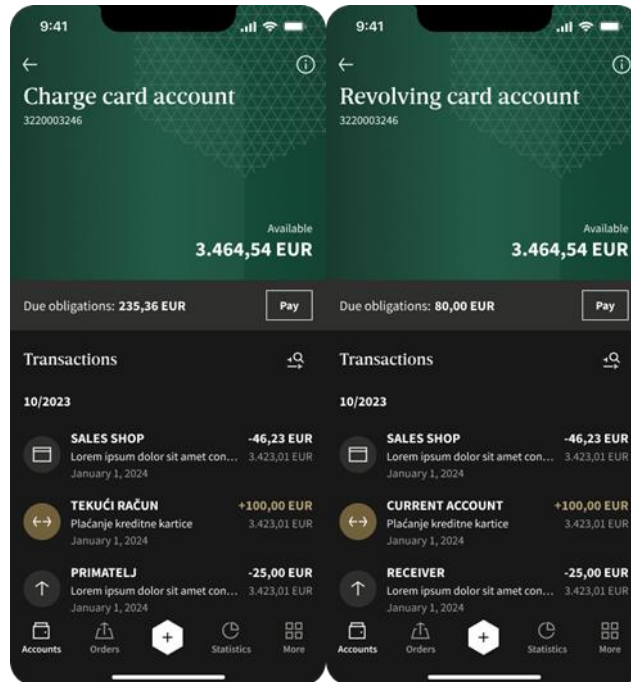 9:41
Charge card account
3220003246
Available
3.464,54 EUR
Due obligations: 235,36 EUR
Pay
Transactions
10/2023
SALES SHOP -46,23 EUR
Lorem ipsum dolor sit amet con... 3.423,01 EUR
January 1, 2024
TEKUĆI RAČUN +100,00 EUR
Plaćanje kreditne kartice 3.423,01 EUR
January 1, 2024
PRIMATELJ -25,00 EUR
Lorem ipsum dolor sit amet con... 3.423,01 EUR
January 1, 2024
Accounts Orders Statistics More
9:41
Revolving card account
3220003246
Available
3.464,54 EUR
Due obligations: 80,00 EUR
Pay
Transactions
10/2023
SALES SHOP -46,23 EUR
Lorem ipsum dolor sit amet con... 3.423,01 EUR
January 1, 2024
CURRENT ACCOUNT +100,00 EUR
Plaćanje kreditne kartice 3.423,01 EUR
January 1, 2024
RECEIVER -25,00 EUR
Lorem ipsum dolor sit amet con... 3.423,01 EUR
January 1, 2024
Accounts Orders Statistics More